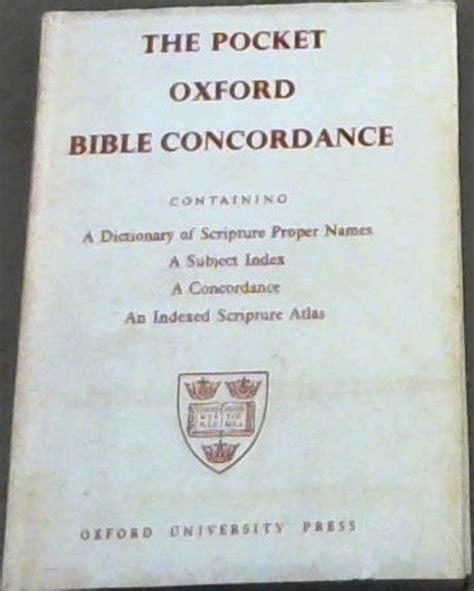 THE POCKET
OXFORD
BIBLE CONCORDANCE
CONTAINING
A Dictionary of Scripture Proper Names
A Subject Index
A Concordance
An Indexed Scripture Atlas
OXFORD UNIVERSITY PRESS